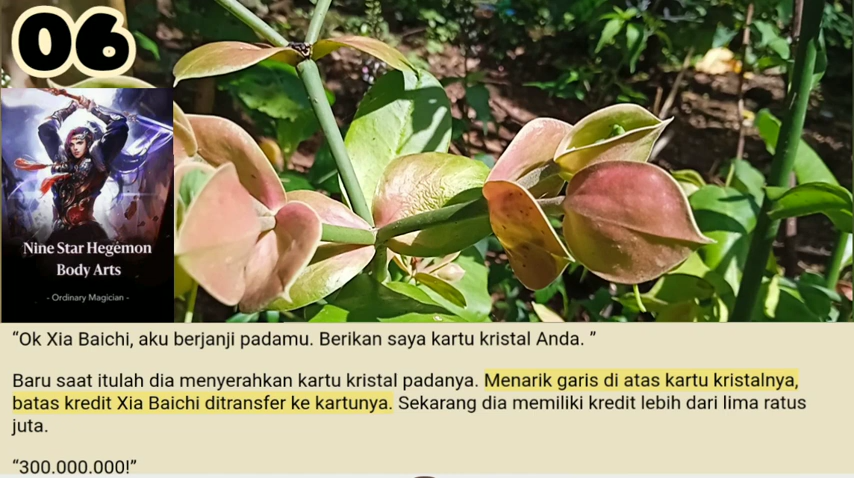 06
Nine Star Hegemon
Body Arts
- Ordinary Magician -
“Ok Xia Baichi, aku berjanji padamu. Berikan saya kartu kristal Anda. ”
Baru saat itulah dia menyerahkan kartu kristal padanya. Menarik garis di atas kartu kristalnya,
batas kredit Xia Baichi ditransfer ke kartunya. Sekarang dia memiliki kredit lebih dari lima ratus
juta.
“300.000.000!”